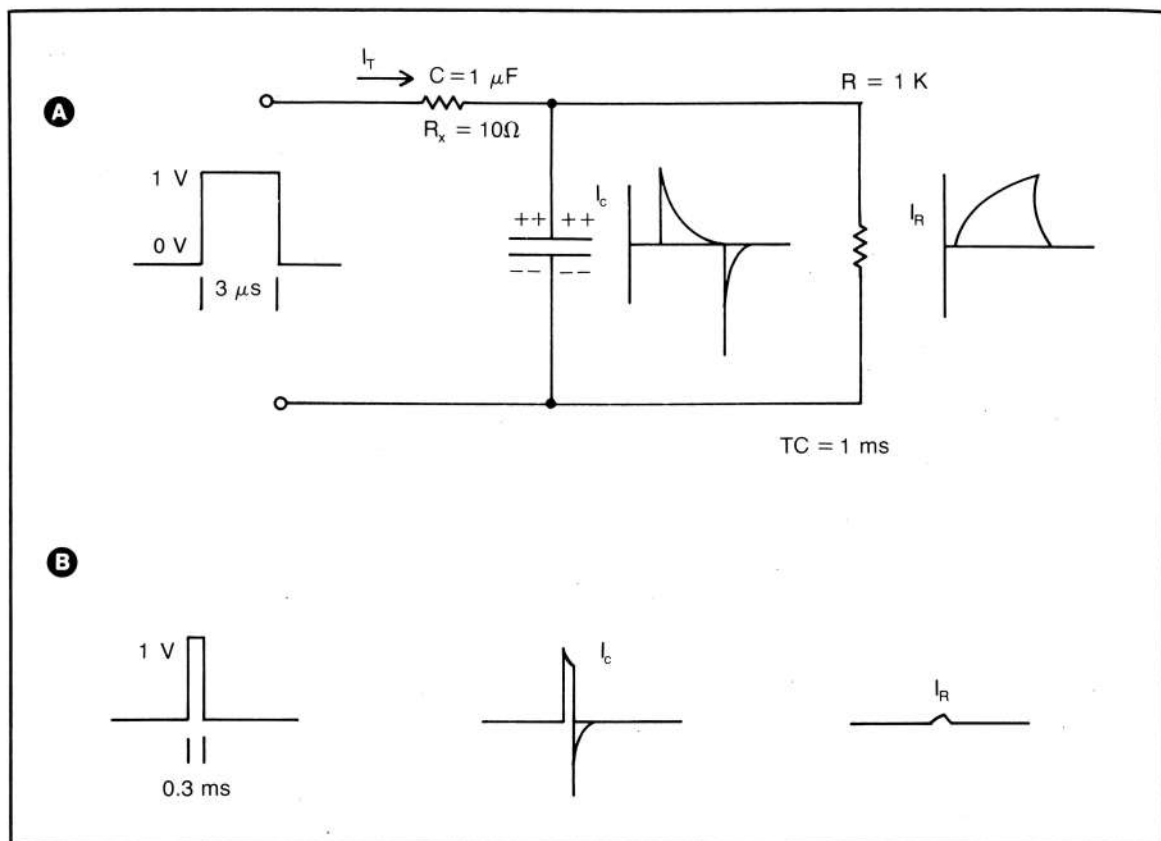 A
I_T
C = 1 μF
R_x = 10Ω
R = 1 K
1 V
0 V
3 μs
++ ++
-- --
I_c
I_R
TC = 1 ms
B
1 V
0.3 ms
I_c
I_R